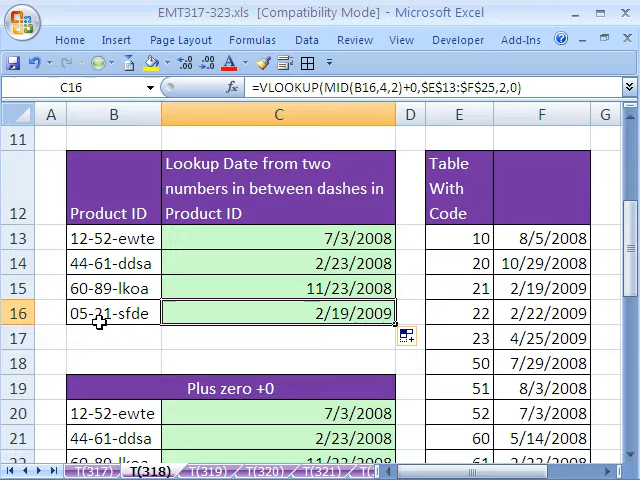 EMT317-323.xls [Compatibility Mode] - Microsoft Excel
Home Insert Page Layout Formulas Data Review View Developer Add-Ins
C16 fx =VLOOKUP(MID(B16,4,2)+0,$E$13:$F$25,2,0)
A B C D E F G
11
12 Product ID Lookup Date from two numbers in between dashes in Product ID Table With Code
13 12-52-ewte 7/3/2008 10 8/5/2008
14 44-61-ddsa 2/23/2008 20 10/29/2008
15 60-89-lkoa 11/23/2008 21 2/19/2009
16 05-21-sfde 2/19/2009 22 2/22/2009
17 23 4/25/2009
18 50 7/29/2008
19 Plus zero +0 51 8/3/2008
20 12-52-ewte 7/3/2008 52 7/3/2008
21 44-61-ddsa 2/23/2008 60 5/14/2008
T(317) T(318) T(319) T(320) T(321)